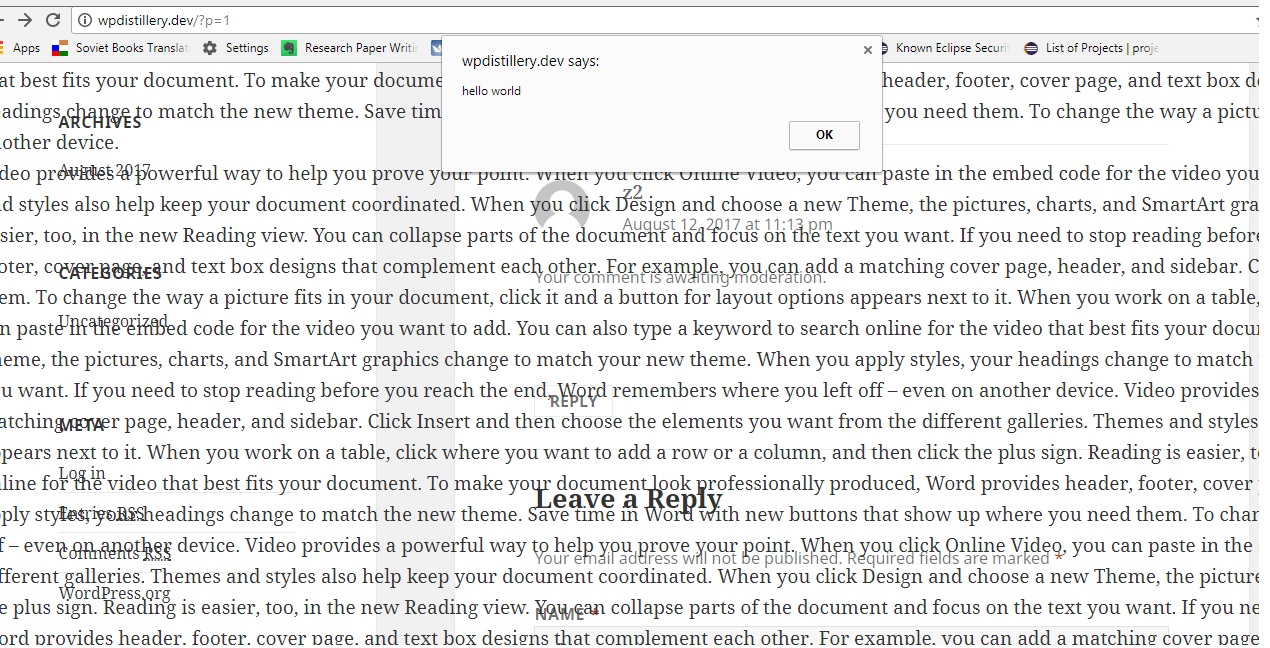 wpdistillery.dev/?p=1
Apps Soviet Books Translat Settings Research Paper Writi Known Eclipse Securi List of Projects | proje
wpdistillery.dev says:
hello world
OK
at best fits your document. To make your docume header, footer, cover page, and text box de
eadings change to match the new theme. Save tim you need them. To change the way a pictu
ARCHIVES
other device.
August 2017
deo provides a powerful way to help you prove your point. When you click Online Video, you can paste in the embed code for the video you
z2
d styles also help keep your document coordinated. When you click Design and choose a new Theme, the pictures, charts, and SmartArt gra
August 12, 2017 at 11:13 pm
sier, too, in the new Reading view. You can collapse parts of the document and focus on the text you want. If you need to stop reading before
oter, cover page, and text box designs that complement each other. For example, you can add a matching cover page, header, and sidebar. C
CATEGORIES
Your comment is awaiting moderation.
em. To change the way a picture fits in your document, click it and a button for layout options appears next to it. When you work on a table,
Uncategorized
n paste in the embed code for the video you want to add. You can also type a keyword to search online for the video that best fits your docu
eme, the pictures, charts, and SmartArt graphics change to match your new theme. When you apply styles, your headings change to match
u want. If you need to stop reading before you reach the end, Word remembers where you left off – even on another device. Video provides
REPLY
atching cover page, header, and sidebar. Click Insert and then choose the elements you want from the different galleries. Themes and styles
META
pears next to it. When you work on a table, click where you want to add a row or a column, and then click the plus sign. Reading is easier, t
Log in
line for the video that best fits your document. To make your document look professionally produced, Word provides header, footer, cover
Leave a Reply
ply styles, your headings change to match the new theme. Save time in Word with new buttons that show up where you need them. To char
Entries RSS
f – even on another device. Video provides a powerful way to help you prove your point. When you click Online Video, you can paste in the
Comments RSS
Your email address will not be published. Required fields are marked *
fferent galleries. Themes and styles also help keep your document coordinated. When you click Design and choose a new Theme, the picture
WordPress.org
e plus sign. Reading is easier, too, in the new Reading view. You can collapse parts of the document and focus on the text you want. If you ne
NAME *
ord provides header, footer, cover page, and text box designs that complement each other. For example, you can add a matching cover page